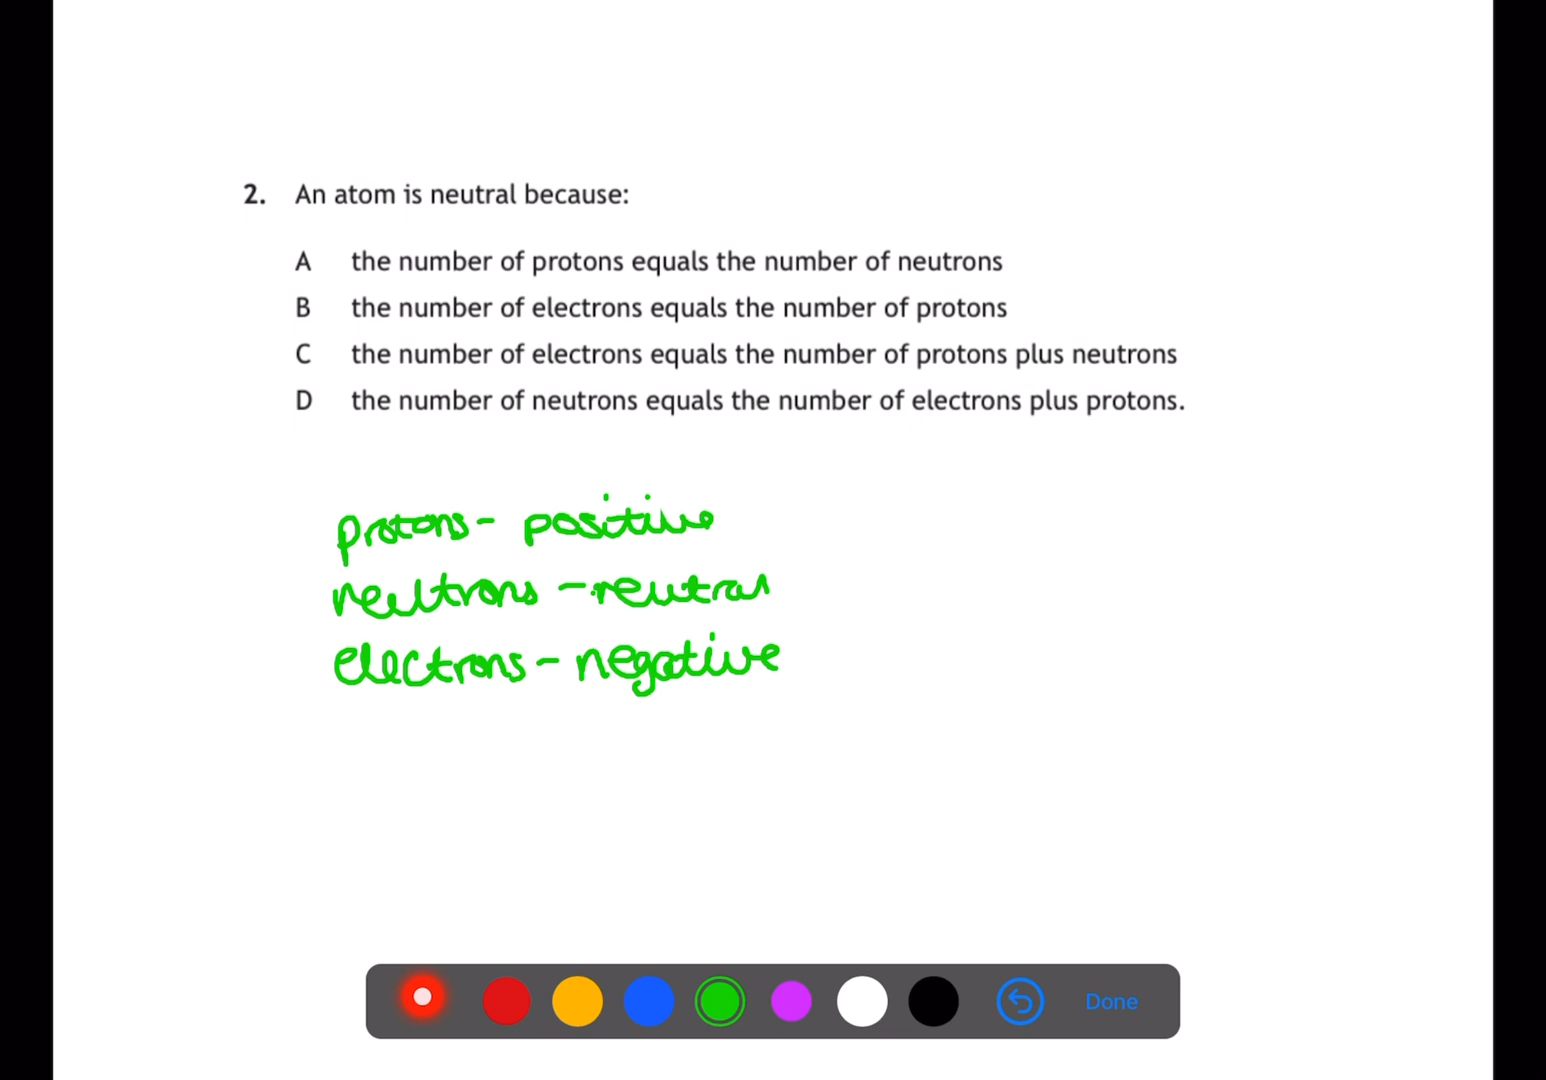 2. An atom is neutral because:
A the number of protons equals the number of neutrons
B the number of electrons equals the number of protons
C the number of electrons equals the number of protons plus neutrons
D the number of neutrons equals the number of electrons plus protons.
protons - positive
neutrons - neutral
electrons - negative
Done